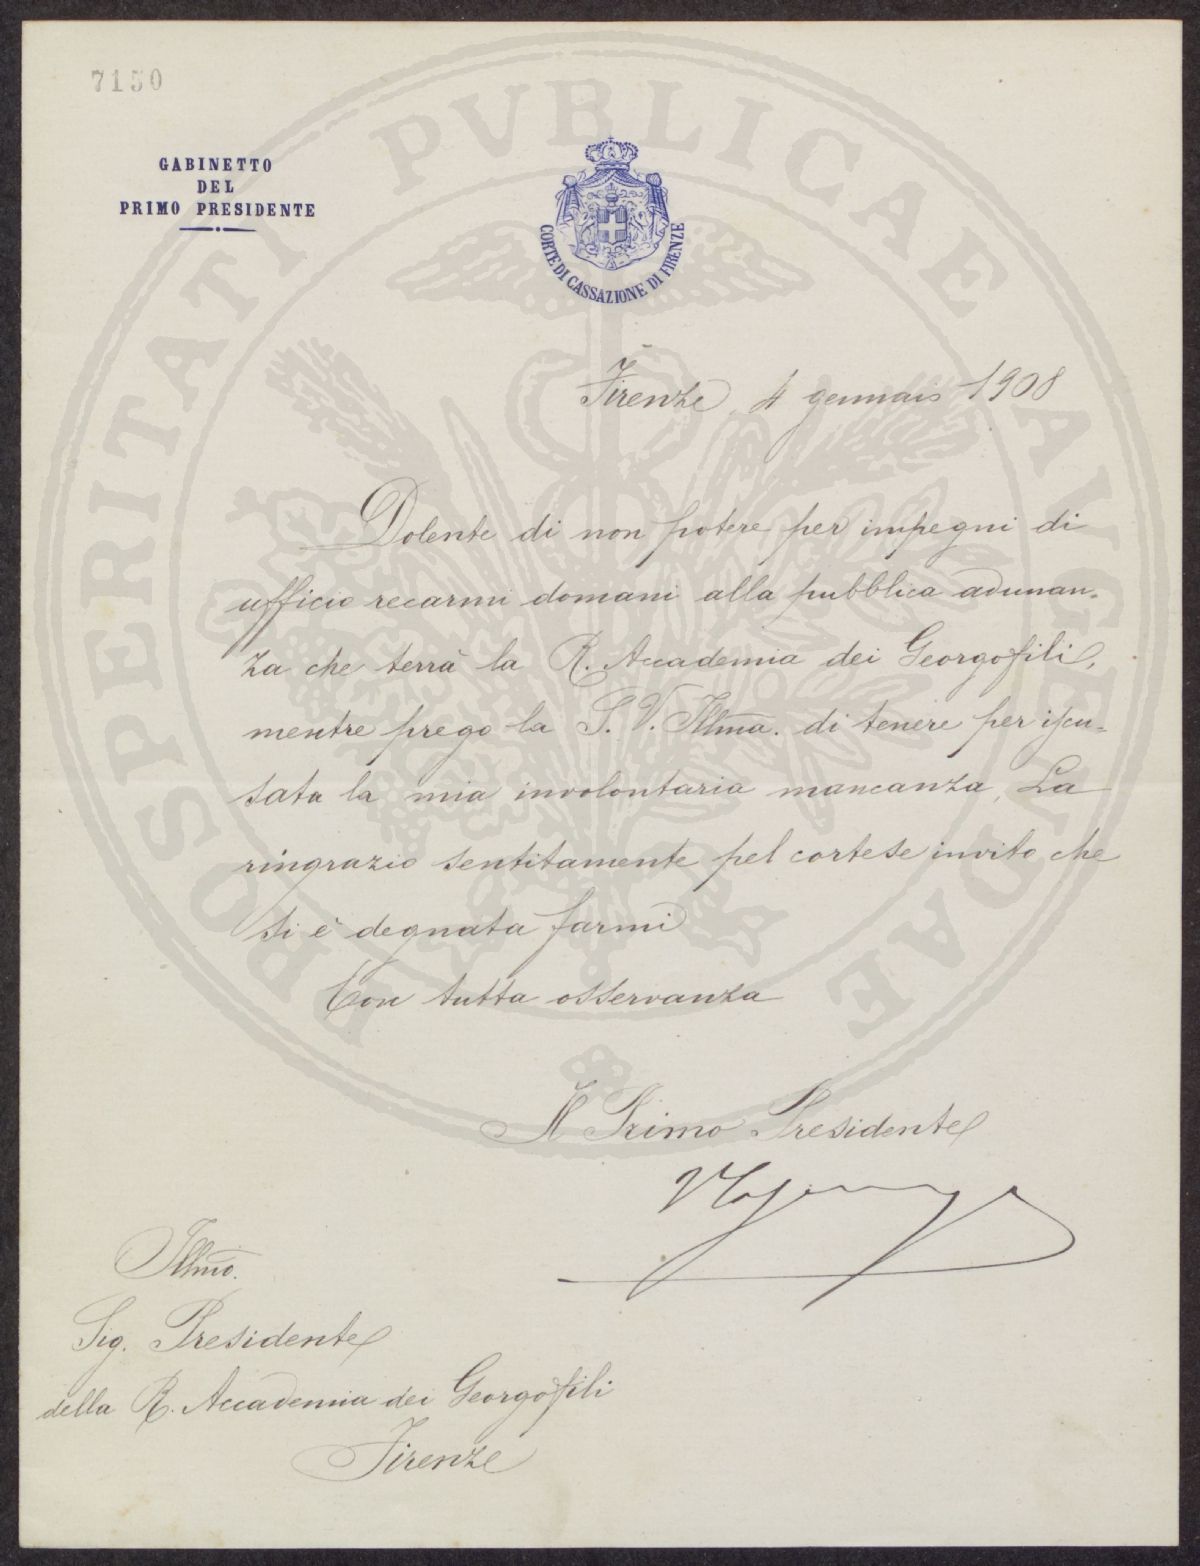 7150
GABINETTO
DEL
PRIMO PRESIDENTE
CORTE DI CASSAZIONE DI FIRENZE
PROSPERITATI PVBLICAE AVGENDAE
Firenze, 4 gennaio 1908
Dolente di non potere per impegni di
ufficio recarmi domani alla pubblica adunan-
za che terrà la R. Accademia dei Georgofili,
mentre prego la S. V. Illma. di tenere per iscu-
sata la mia involontaria mancanza, La
ringrazio sentitamente pel cortese invito che
si è degnata farmi
Con tutta osservanza
Il Primo Presidente
Illmo.
Sig. Presidente
della R. Accademia dei Georgofili
Firenze